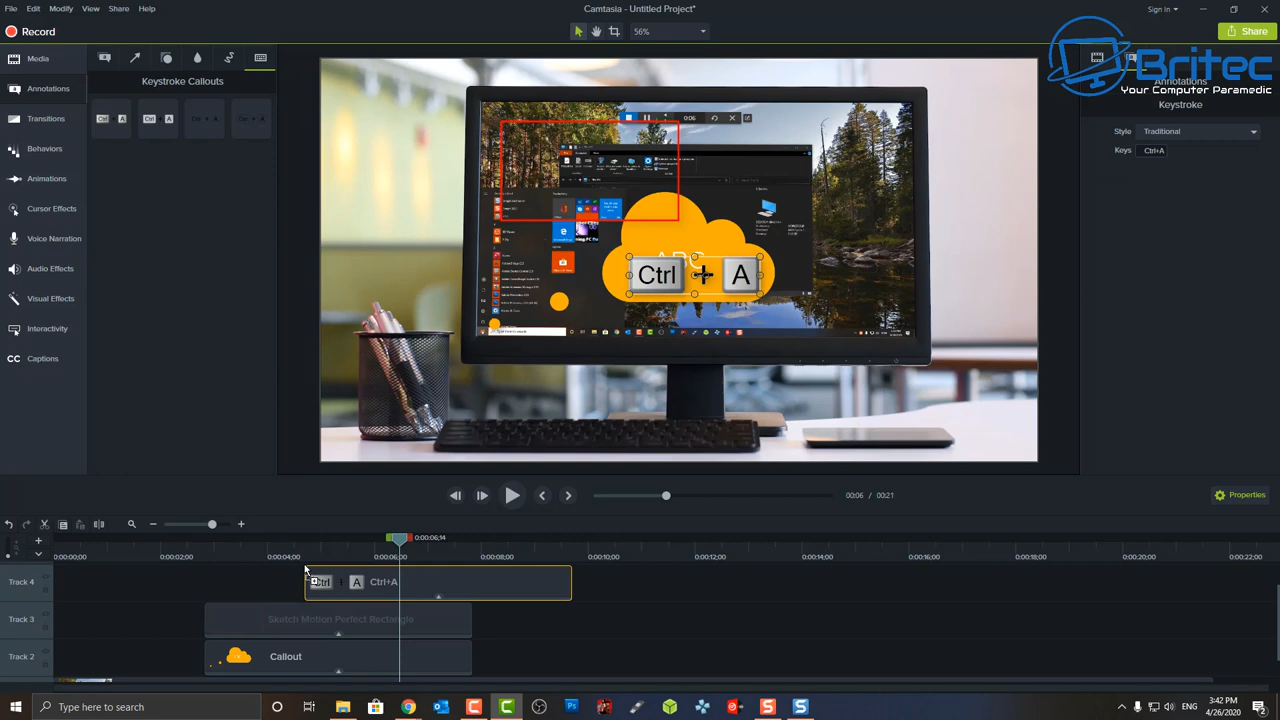 File Edit Modify View Share Help
Camtasia - Untitled Project*
Sign In
Record
56%
Share
Britec
Your Computer Paramedic
Media
Annotations
Transitions
Behaviors
Animations
Cursor Effects
Voice Narration
Audio Effects
Visual Effects
Interactivity
CC Captions
Keystroke Callouts
Ctrl + A
Ctrl + A
0:06
ABC
Ctrl + A
Annotations
Keystroke
Style Traditional
Keys Ctrl+A
00:06 / 00:21
Properties
0:00:06;14
0:00:00;00 0:00:02;00 0:00:04;00 0:00:06;00 0:00:08;00 0:00:10;00 0:00:12;00 0:00:14;00 0:00:16;00 0:00:18;00 0:00:20;00 0:00:22;00
Track 4
Ctrl + A Ctrl+A
Track 3
Sketch Motion Perfect Rectangle
Track 2
Callout
Type here to search
ENG
3:42 PM
4/26/2020